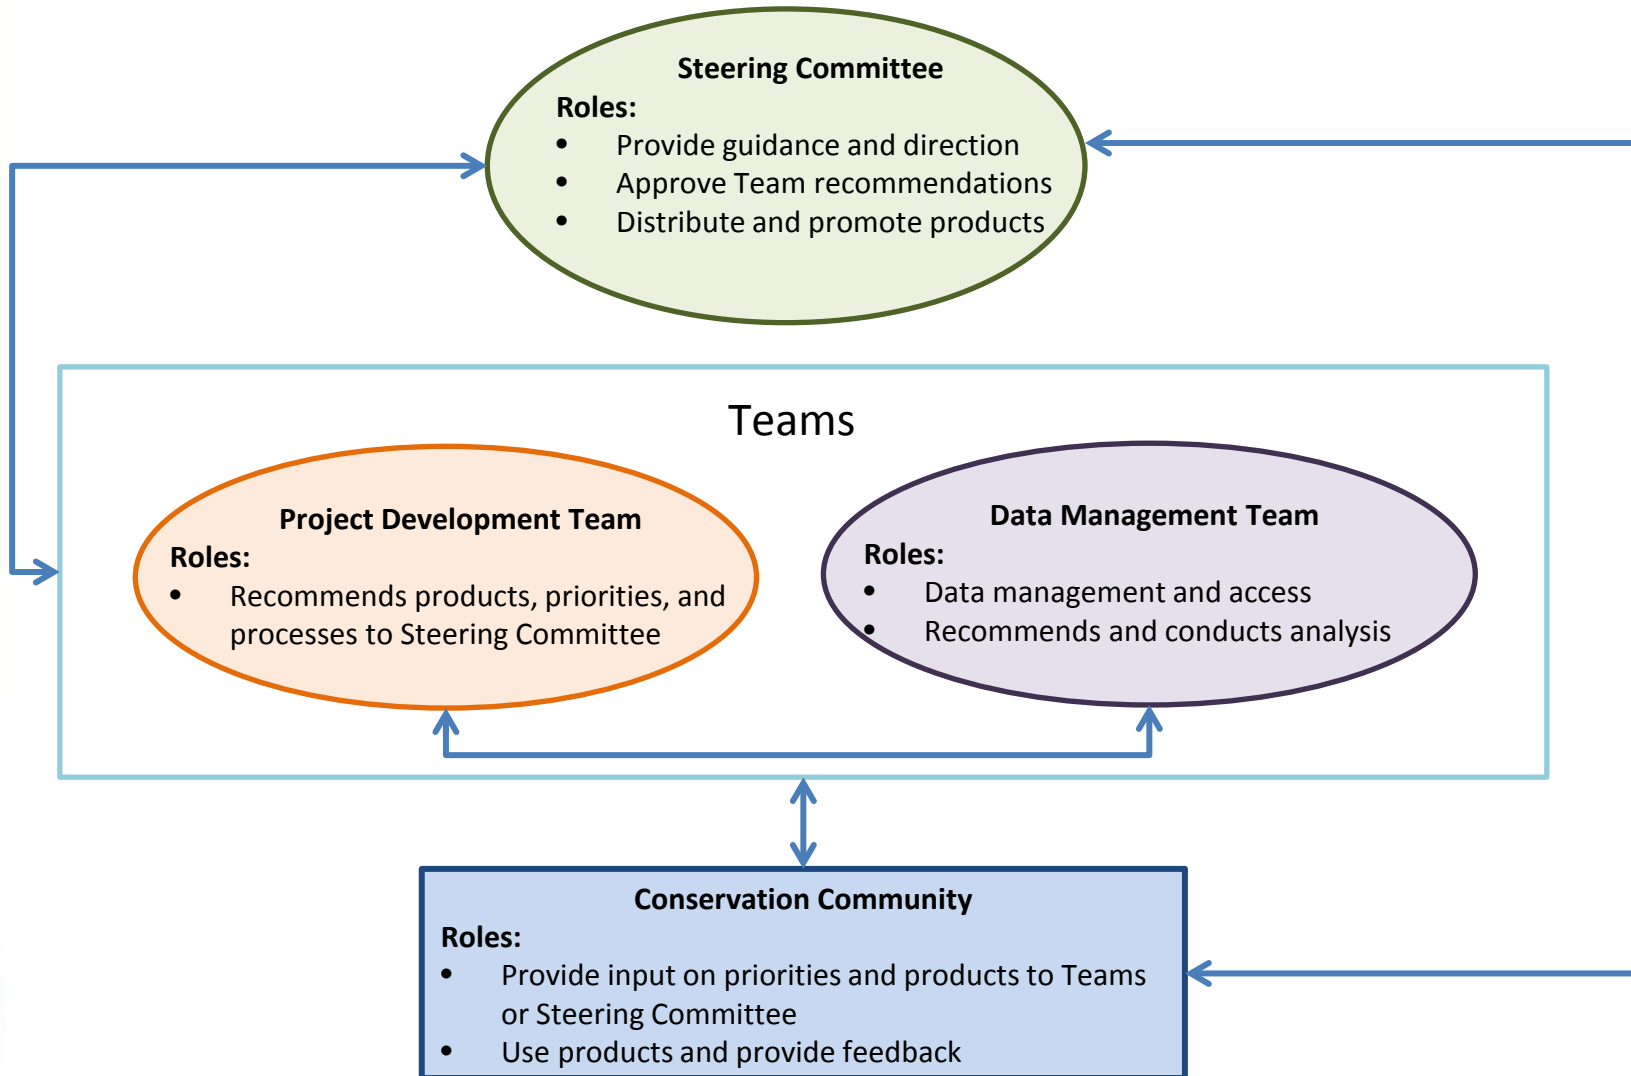 Steering Committee
Roles:
• Provide guidance and direction
• Approve Team recommendations
• Distribute and promote products
Teams
Project Development Team
Roles:
• Recommends products, priorities, and
processes to Steering Committee
Data Management Team
Roles:
• Data management and access
• Recommends and conducts analysis
Conservation Community
Roles:
• Provide input on priorities and products to Teams
or Steering Committee
• Use products and provide feedback